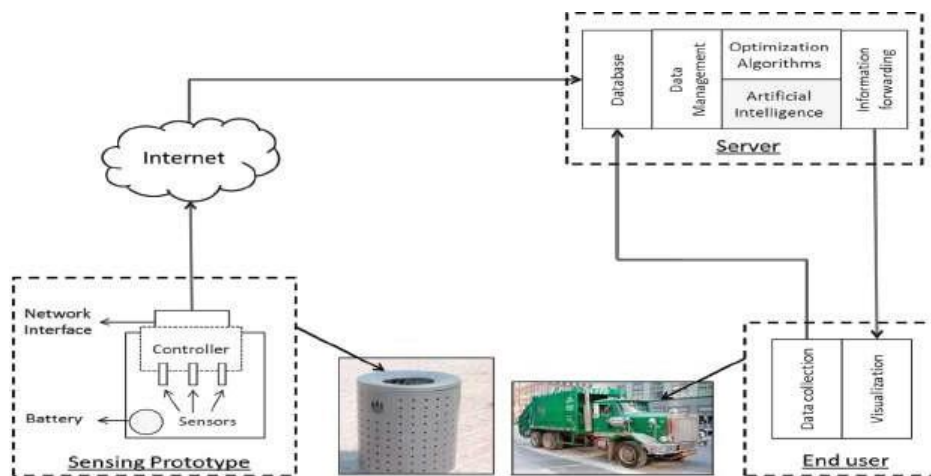 Database
Data
Management
Optimization
Algorithms
Artificial
Intelligence
Information
forwarding
Server
Internet
Network
Interface
Controller
Sensors
Battery
Sensing Prototype
Data collection
Visualization
End user